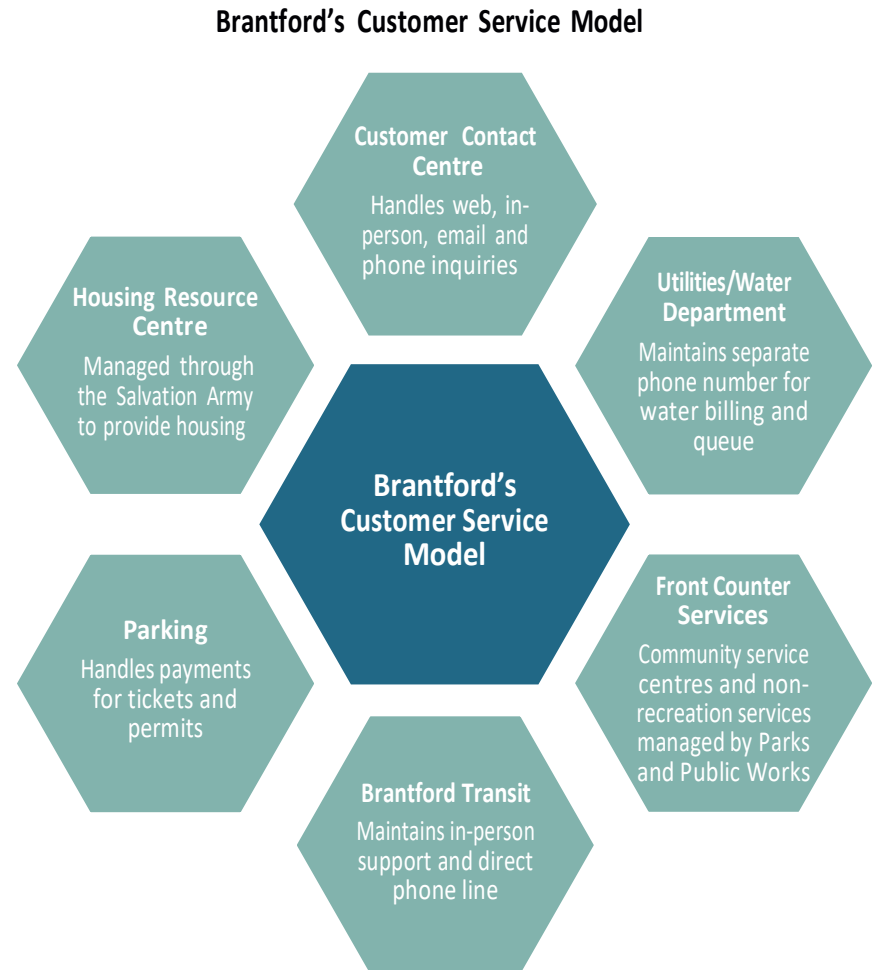 Brantford's Customer Service Model
Customer Contact
Centre
Handles web, in-
person, email and
phone inquiries
Utilities/Water
Department
Maintains separate
phone number for
water billing and
queue
Front Counter
Services
Community service
centres and non-
recreation services
managed by Parks
and Public Works
Brantford Transit
Maintains in-person
support and direct
phone line
Parking
Handles payments
for tickets and
permits
Housing Resource
Centre
Managed through
the Salvation Army
to provide housing
Brantford's
Customer Service
Model